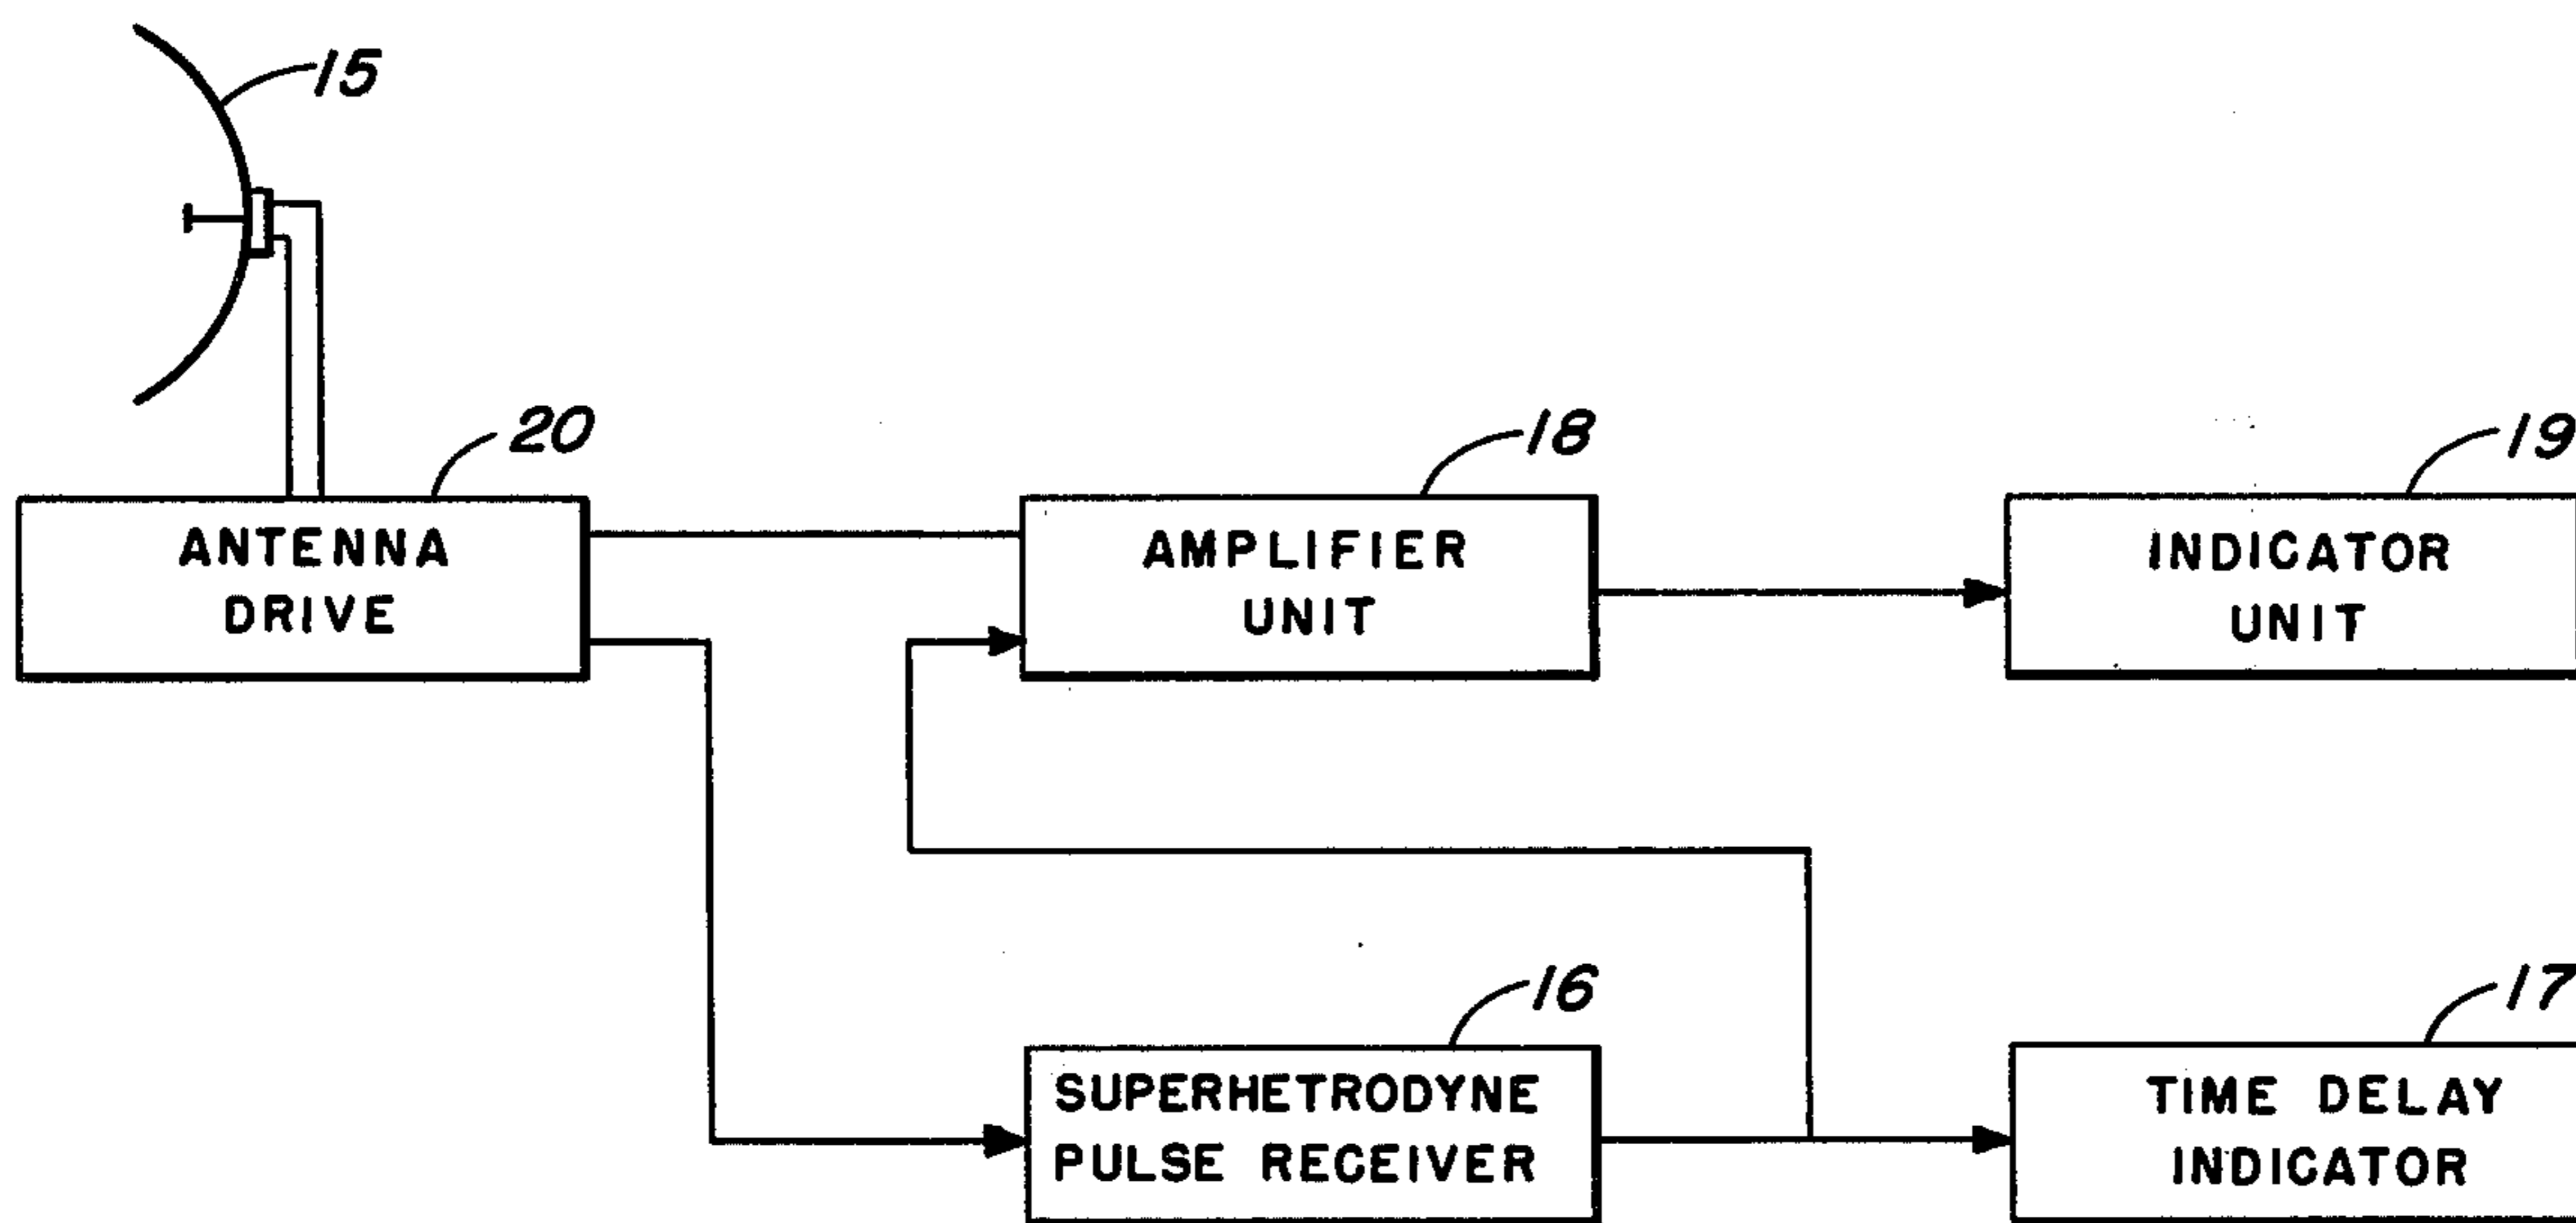 15
20
18
19
ANTENNA
DRIVE
AMPLIFIER
UNIT
INDICATOR
UNIT
16
17
SUPERHETRODYNE
PULSE RECEIVER
TIME DELAY
INDICATOR